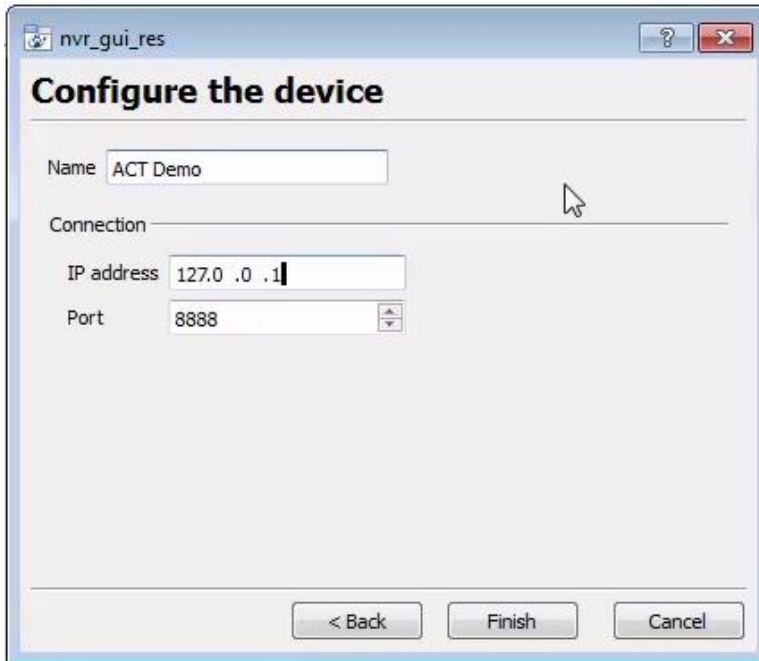 nvr_gui_res
Configure the device
Name ACT Demo
Connection
IP address 127.0 .0 .1
Port 8888
< Back Finish Cancel